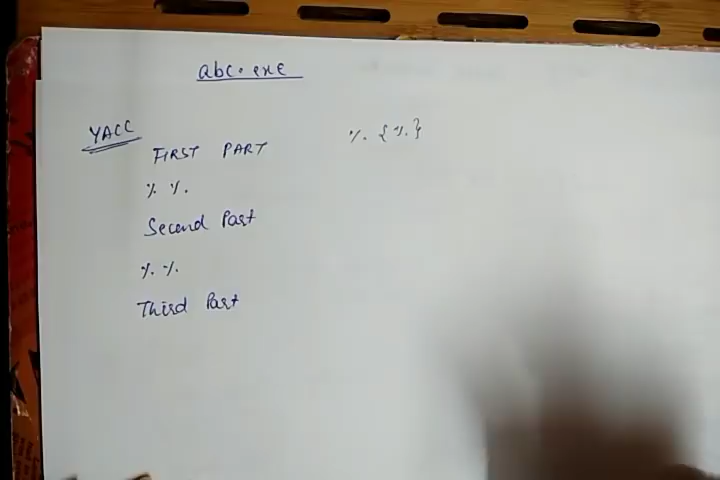 abc.exe
YACC
FIRST PART
% {%}
%%.
Second Part
%.%.
Third Part